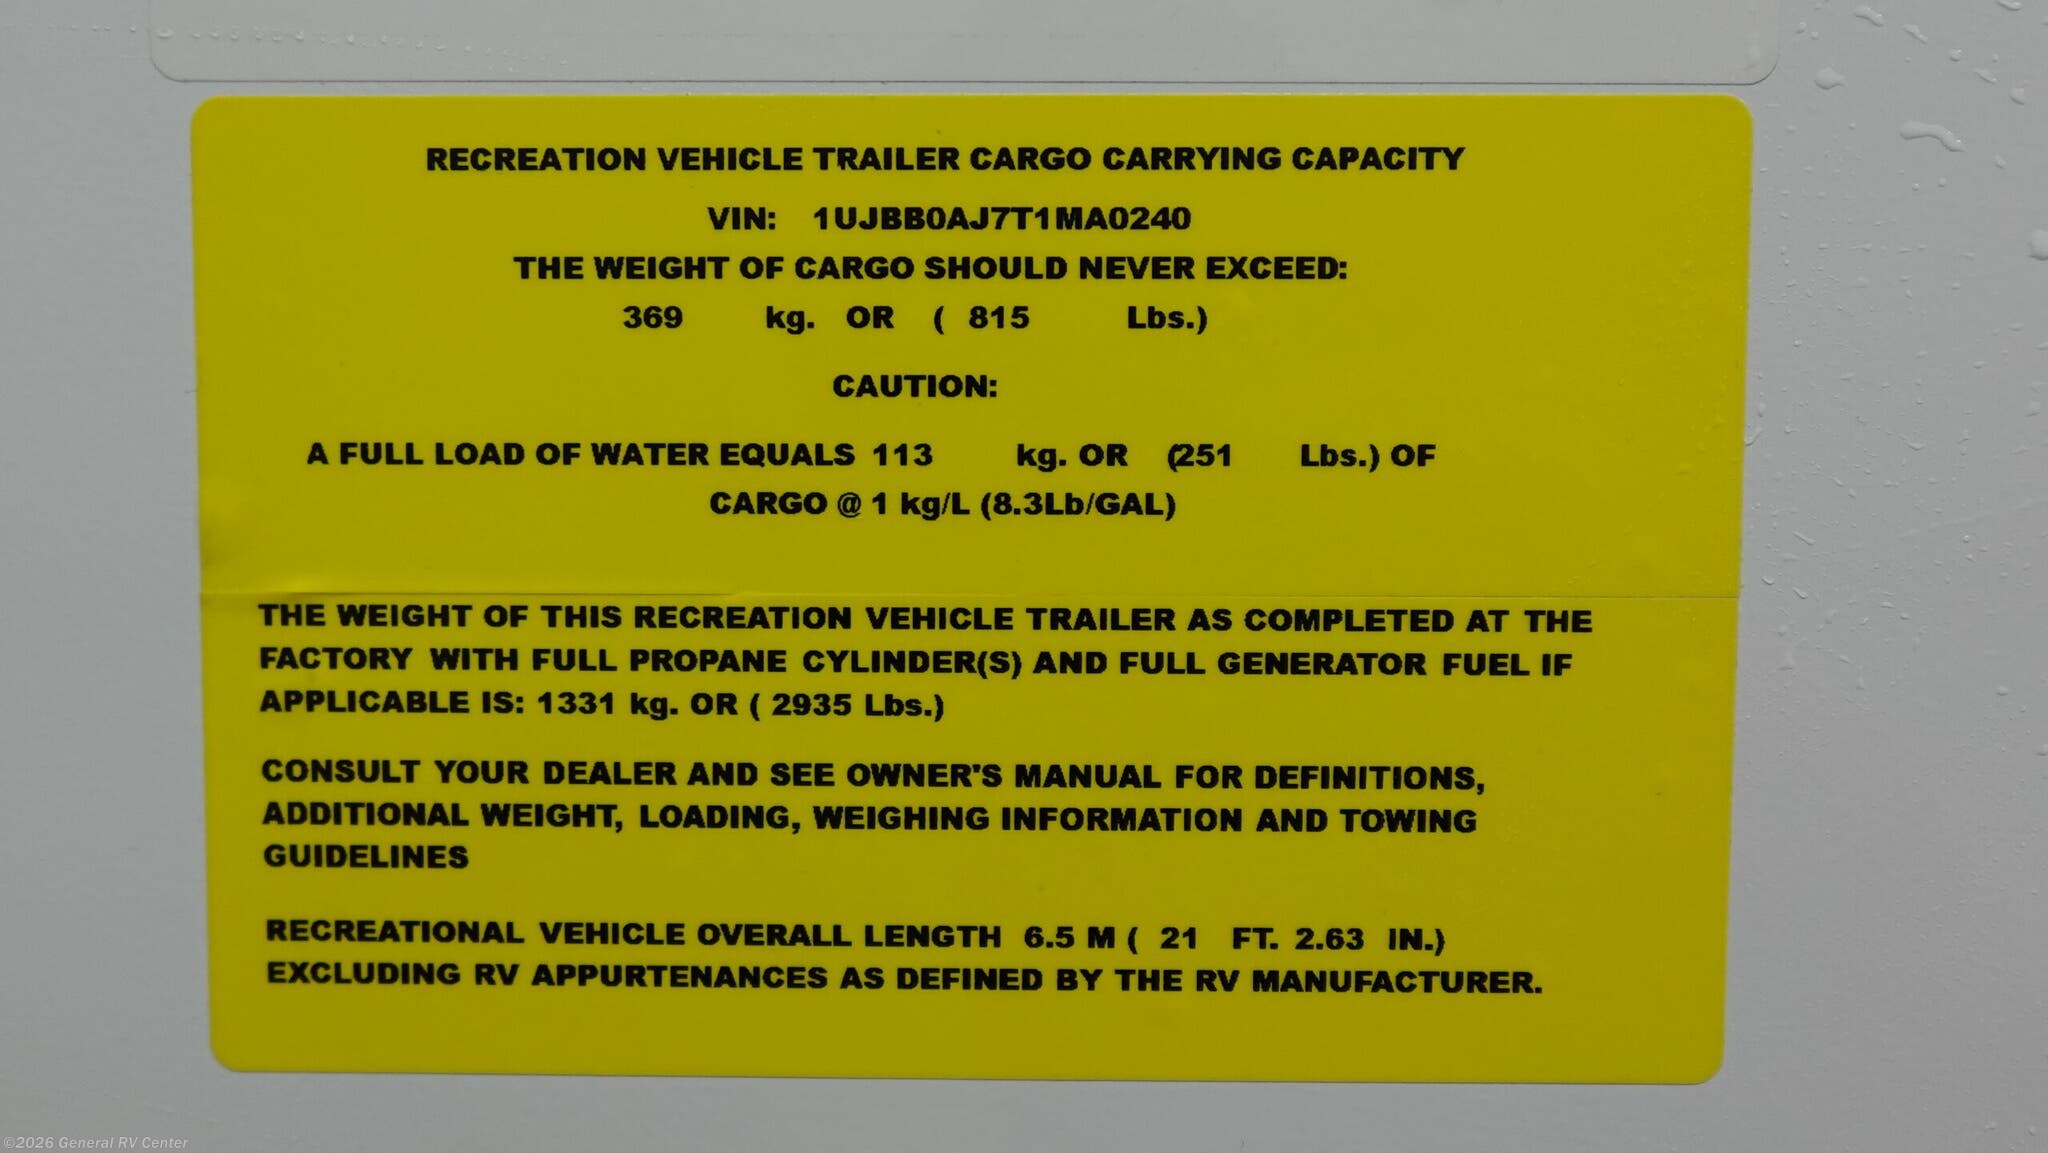 RECREATION VEHICLE TRAILER CARGO CARRYING CAPACITY
VIN: 1UJBB0AJ7T1MA0240
THE WEIGHT OF CARGO SHOULD NEVER EXCEED:
369 kg. OR ( 815 Lbs.)
CAUTION:
A FULL LOAD OF WATER EQUALS 113 kg. OR (251 Lbs.) OF
CARGO @ 1 kg/L (8.3Lb/GAL)
THE WEIGHT OF THIS RECREATION VEHICLE TRAILER AS COMPLETED AT THE
FACTORY WITH FULL PROPANE CYLINDER(S) AND FULL GENERATOR FUEL IF
APPLICABLE IS: 1331 kg. OR ( 2935 Lbs.)
CONSULT YOUR DEALER AND SEE OWNER'S MANUAL FOR DEFINITIONS,
ADDITIONAL WEIGHT, LOADING, WEIGHING INFORMATION AND TOWING
GUIDELINES
RECREATIONAL VEHICLE OVERALL LENGTH 6.5 M ( 21 FT. 2.63 IN.)
EXCLUDING RV APPURTENANCES AS DEFINED BY THE RV MANUFACTURER.
©2026 General RV Center